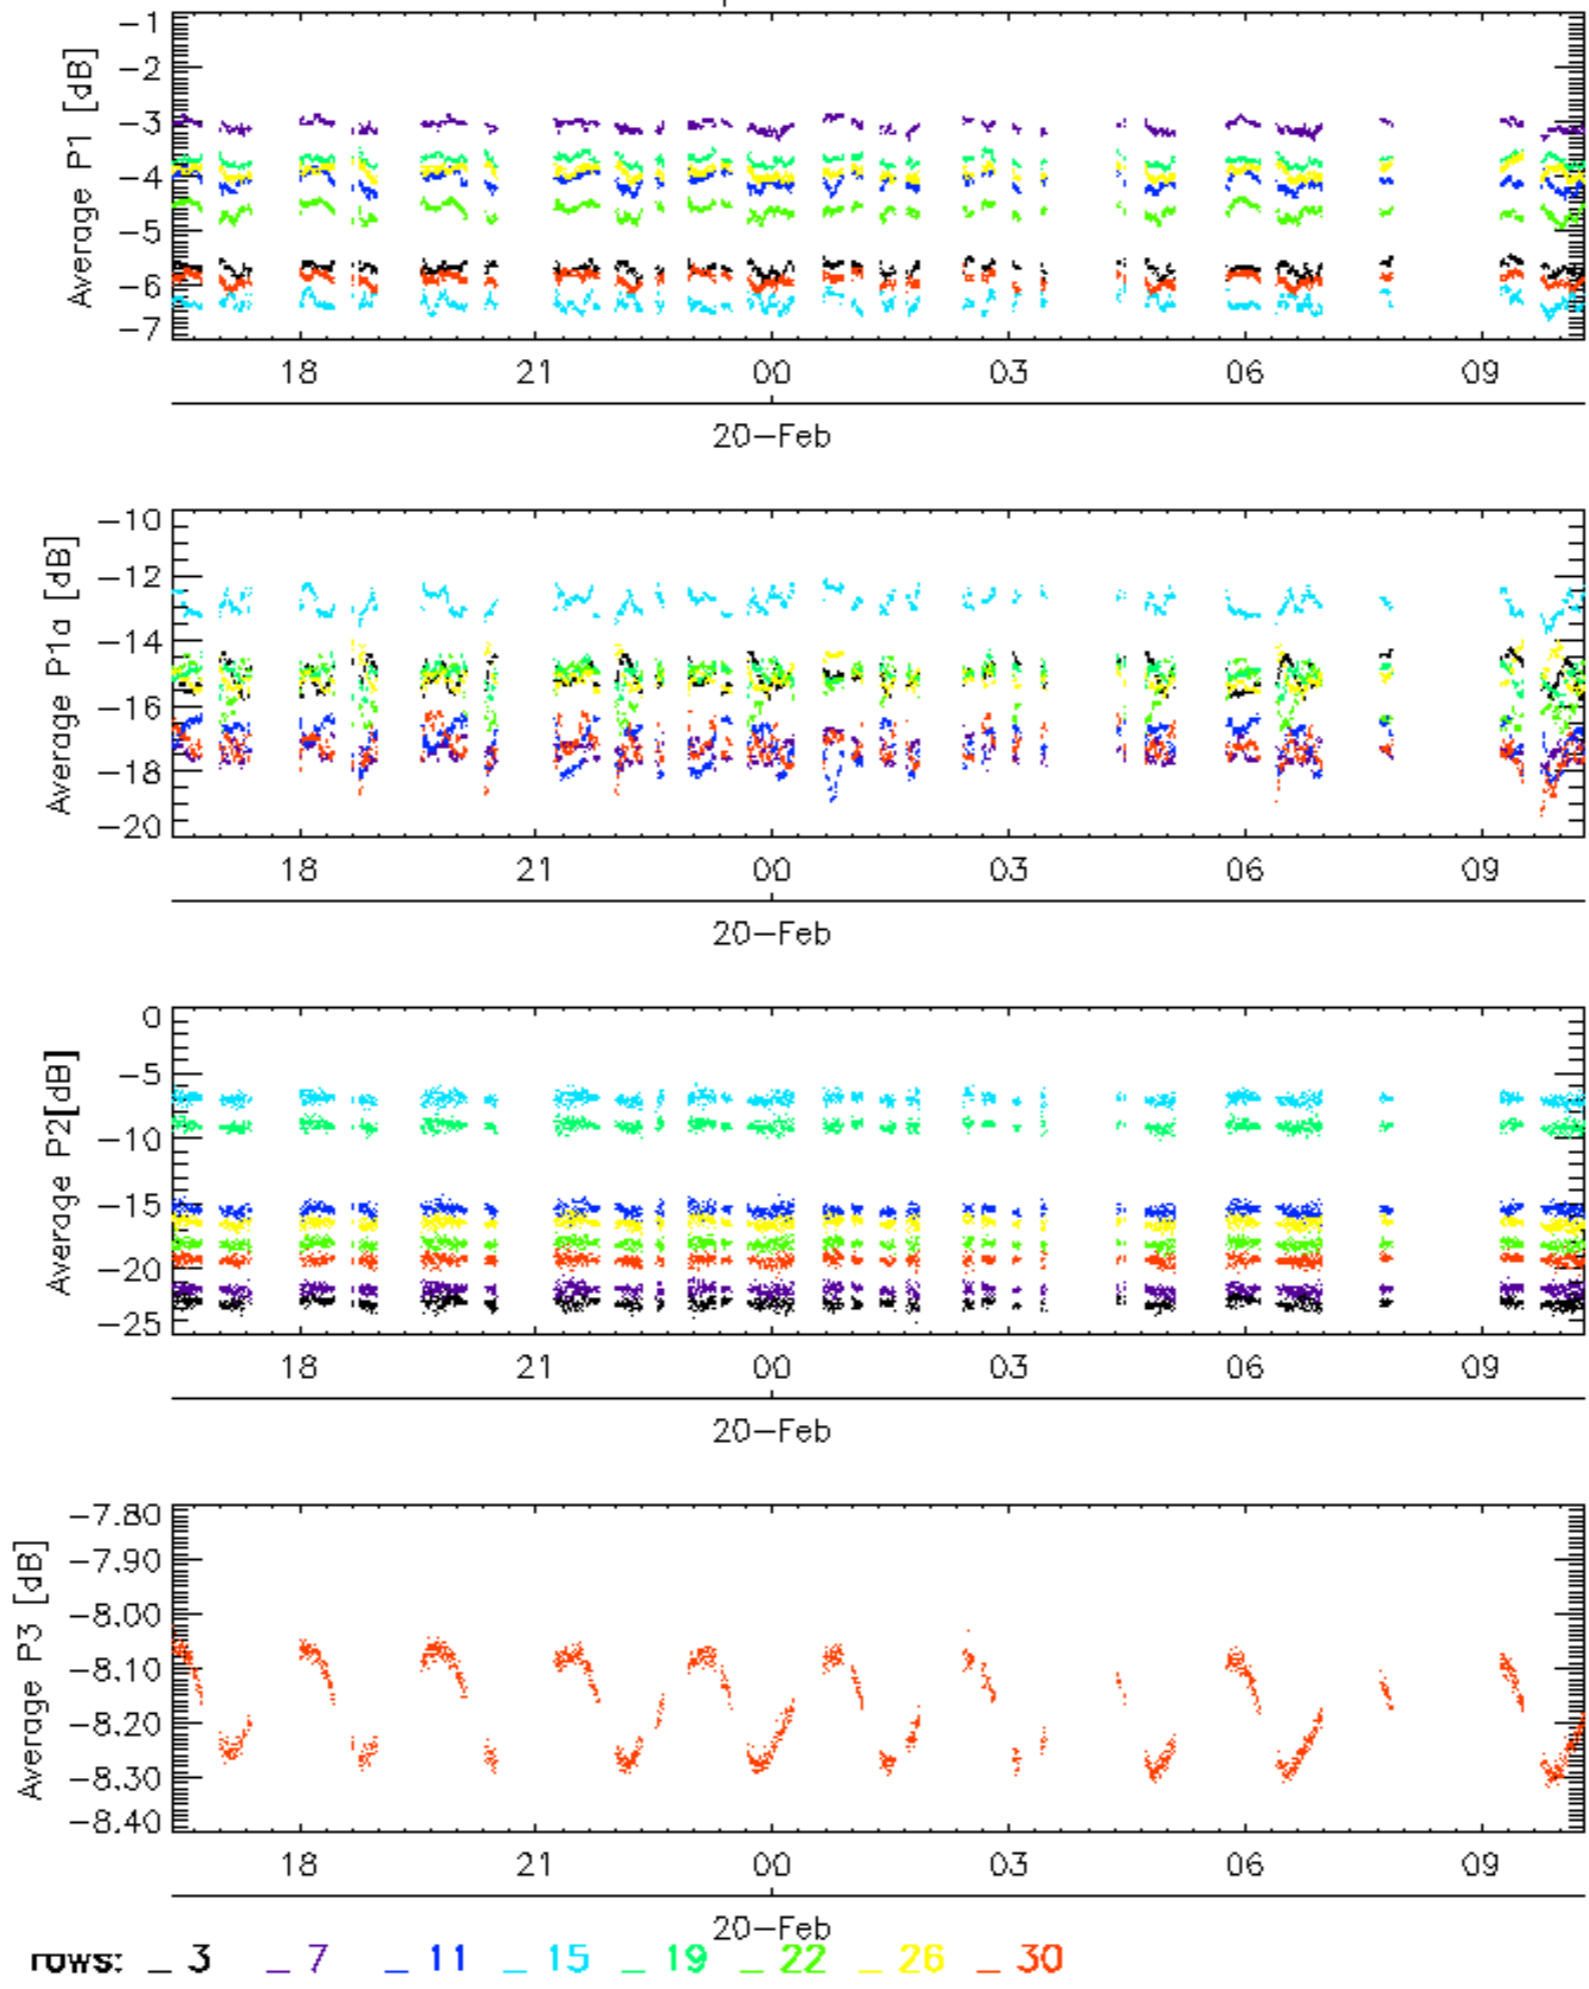 Average P1 [dB]
-1
-2
-3
-4
-5
-6
-7
18 21 00 03 06 09
20-Feb
Average P1a [dB]
-10
-12
-14
-16
-18
-20
18 21 00 03 06 09
20-Feb
Average P2[dB]
0
-5
-10
-15
-20
-25
18 21 00 03 06 09
20-Feb
Average P3 [dB]
-7.80
-7.90
-8.00
-8.10
-8.20
-8.30
-8.40
18 21 00 03 06 09
20-Feb
rows: _ 3 _ 7 _ 11 _ 15 _ 19 _ 22 _ 26 _ 30